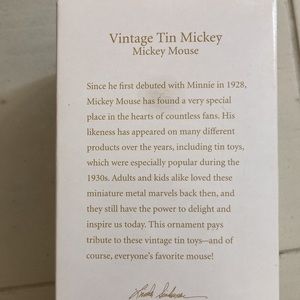 Vintage Tin Mickey
Mickey Mouse
Since he first debuted with Minnie in 1928,
Mickey Mouse has found a very special
place in the hearts of countless fans. His
likeness has appeared on many different
products over the years, including tin toys,
which were especially popular during the
1930s. Adults and kids alike loved these
miniature metal marvels back then, and
they still have the power to delight and
inspire us today. This ornament pays
tribute to these vintage tin toys—and of
course, everyone's favorite mouse!